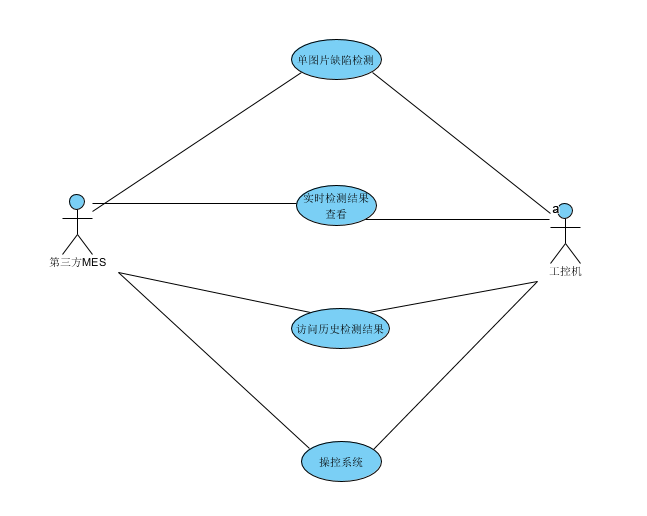 单图片缺陷检测
实时检测结果
查看
a
第三方MES
工控机
访问历史检测结果
操控系统